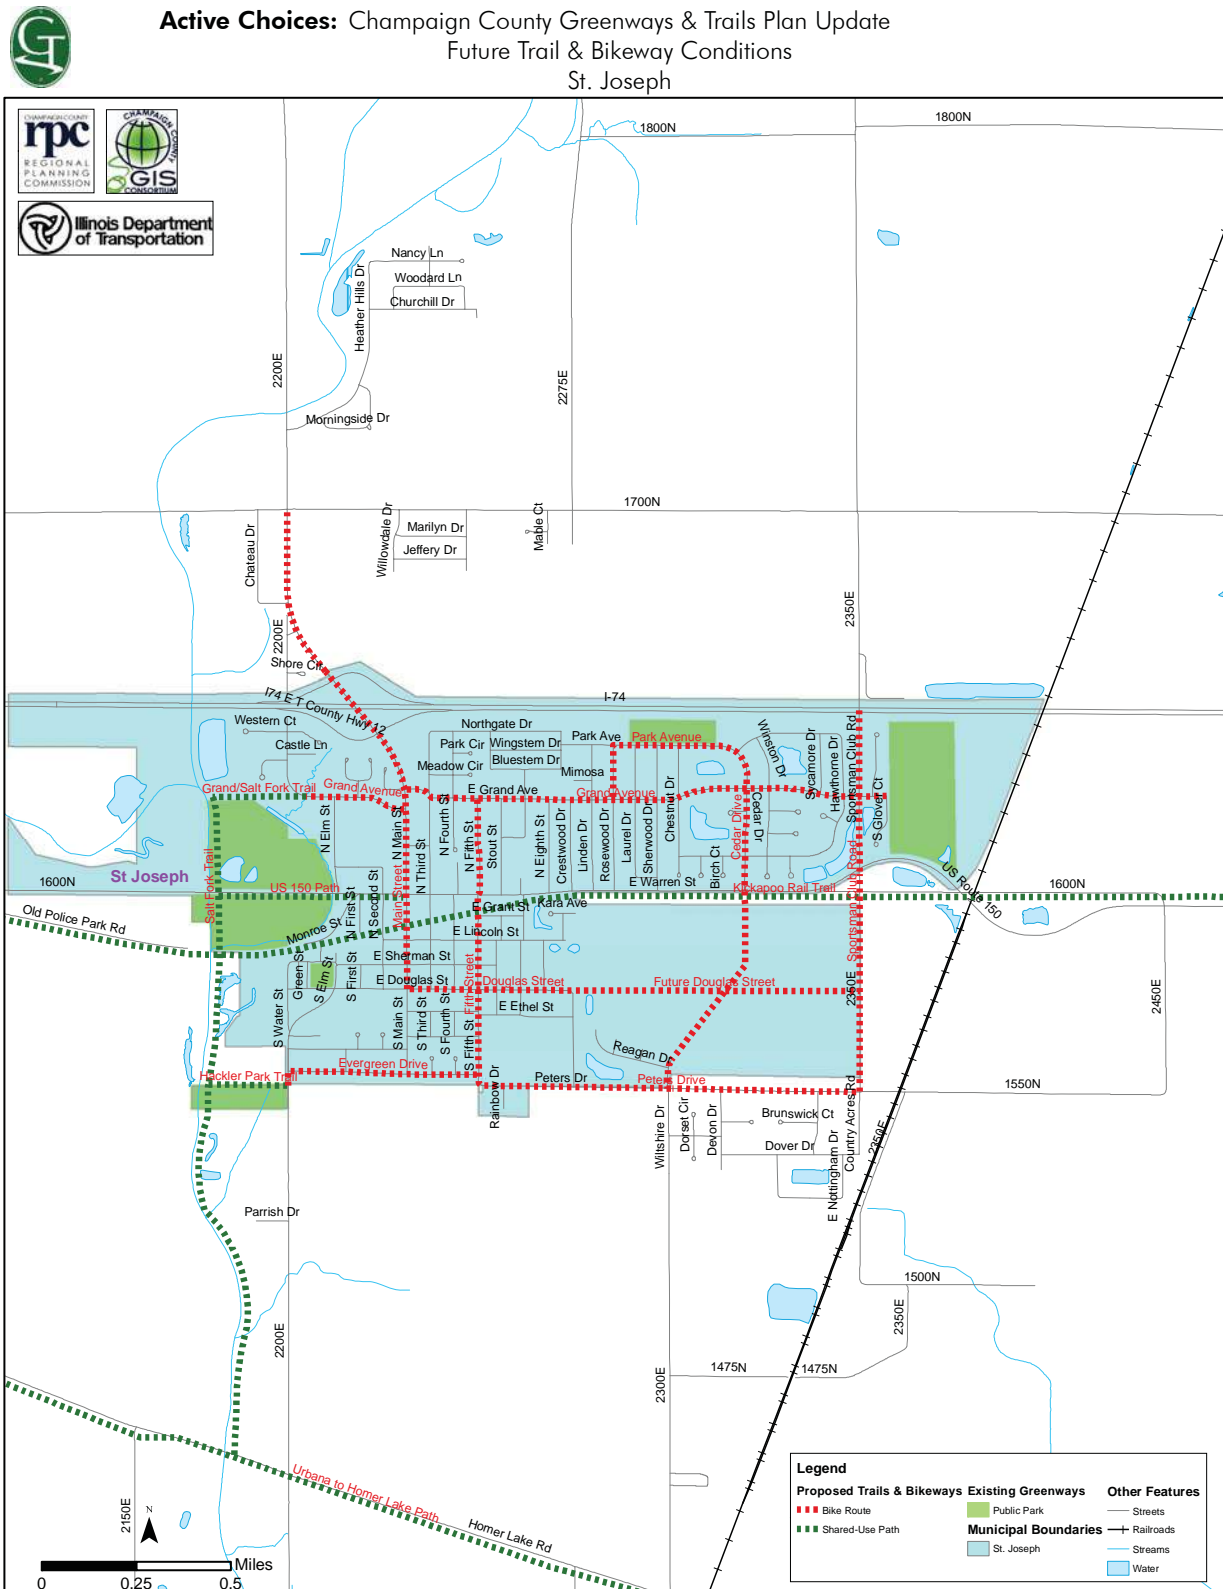 Active Choices: Champaign County Greenways & Trails Plan Update
Future Trail & Bikeway Conditions
St. Joseph
CHAMPAIGN COUNTY
rpc
REGIONAL
PLANNING
COMMISSION
CHAMPAIGN COUNTY
GIS
CONSORTIUM
Illinois Department
of Transportation
1800N
1800N
Nancy Ln
Woodard Ln
Churchill Dr
Heather Hills Dr
2200E
2275E
Morningside Dr
1700N
Chateau Dr
Willowdale Dr
Marilyn Dr
Jeffery Dr
Mable Ct
2350E
2200E
Shore Cir
I74 E T County Hwy 12
I-74
Western Ct
Castle Ln
Northgate Dr
Park Cir
Wingstem Dr
Park Ave
Park Avenue
Bluestem Dr
Meadow Cir
Mimosa
Winston Dr
Sycamore Dr
Hawthorne Dr
Sportsman Club Rd
Grand/Salt Fork Trail
Grand Avenue
E Grand Ave
Grand Avenue
Chestnut Dr
Cedar Drive
Cedar Dr
S Glover Ct
N Elm St
N Main St
N Third St
N Fourth St
N Fifth St
Stout St
N Eighth St
Crestwood Dr
Linden Dr
Rosewood Dr
Laurel Dr
Sherwood Dr
Birch Ct
E Warren St
St Joseph
1600N
Salt Fork Trail
US 150 Path
Main Street
Kickapoo Rail Trail
Sportsman Club Road
US Route 150
1600N
Old Police Park Rd
Monroe St
N First St
N Second St
E Grant St
Kara Ave
E Lincoln St
E Sherman St
Green St
S Elm St
S First St
E Douglas St
Fifth Street
Douglas Street
Future Douglas Street
2350E
2450E
S Water St
S Main St
S Third St
S Fourth St
S Fifth St
E Ethel St
Reagan Dr
Evergreen Drive
Hackler Park Trail
Rainbow Dr
Peters Dr
Peters Drive
1550N
Wiltshire Dr
Dorset Cir
Devon Dr
Brunswick Ct
Dover Dr
E Nottingham Dr
Country Acres Rd
2350E
Parrish Dr
1500N
2350E
2200E
2300E
1475N
1475N
Urbana to Homer Lake Path
Homer Lake Rd
2150E
N
Miles
0 0.25 0.5
Legend
Proposed Trails & Bikeways
Bike Route
Shared-Use Path
Existing Greenways
Public Park
Municipal Boundaries
St. Joseph
Other Features
Streets
Railroads
Streams
Water